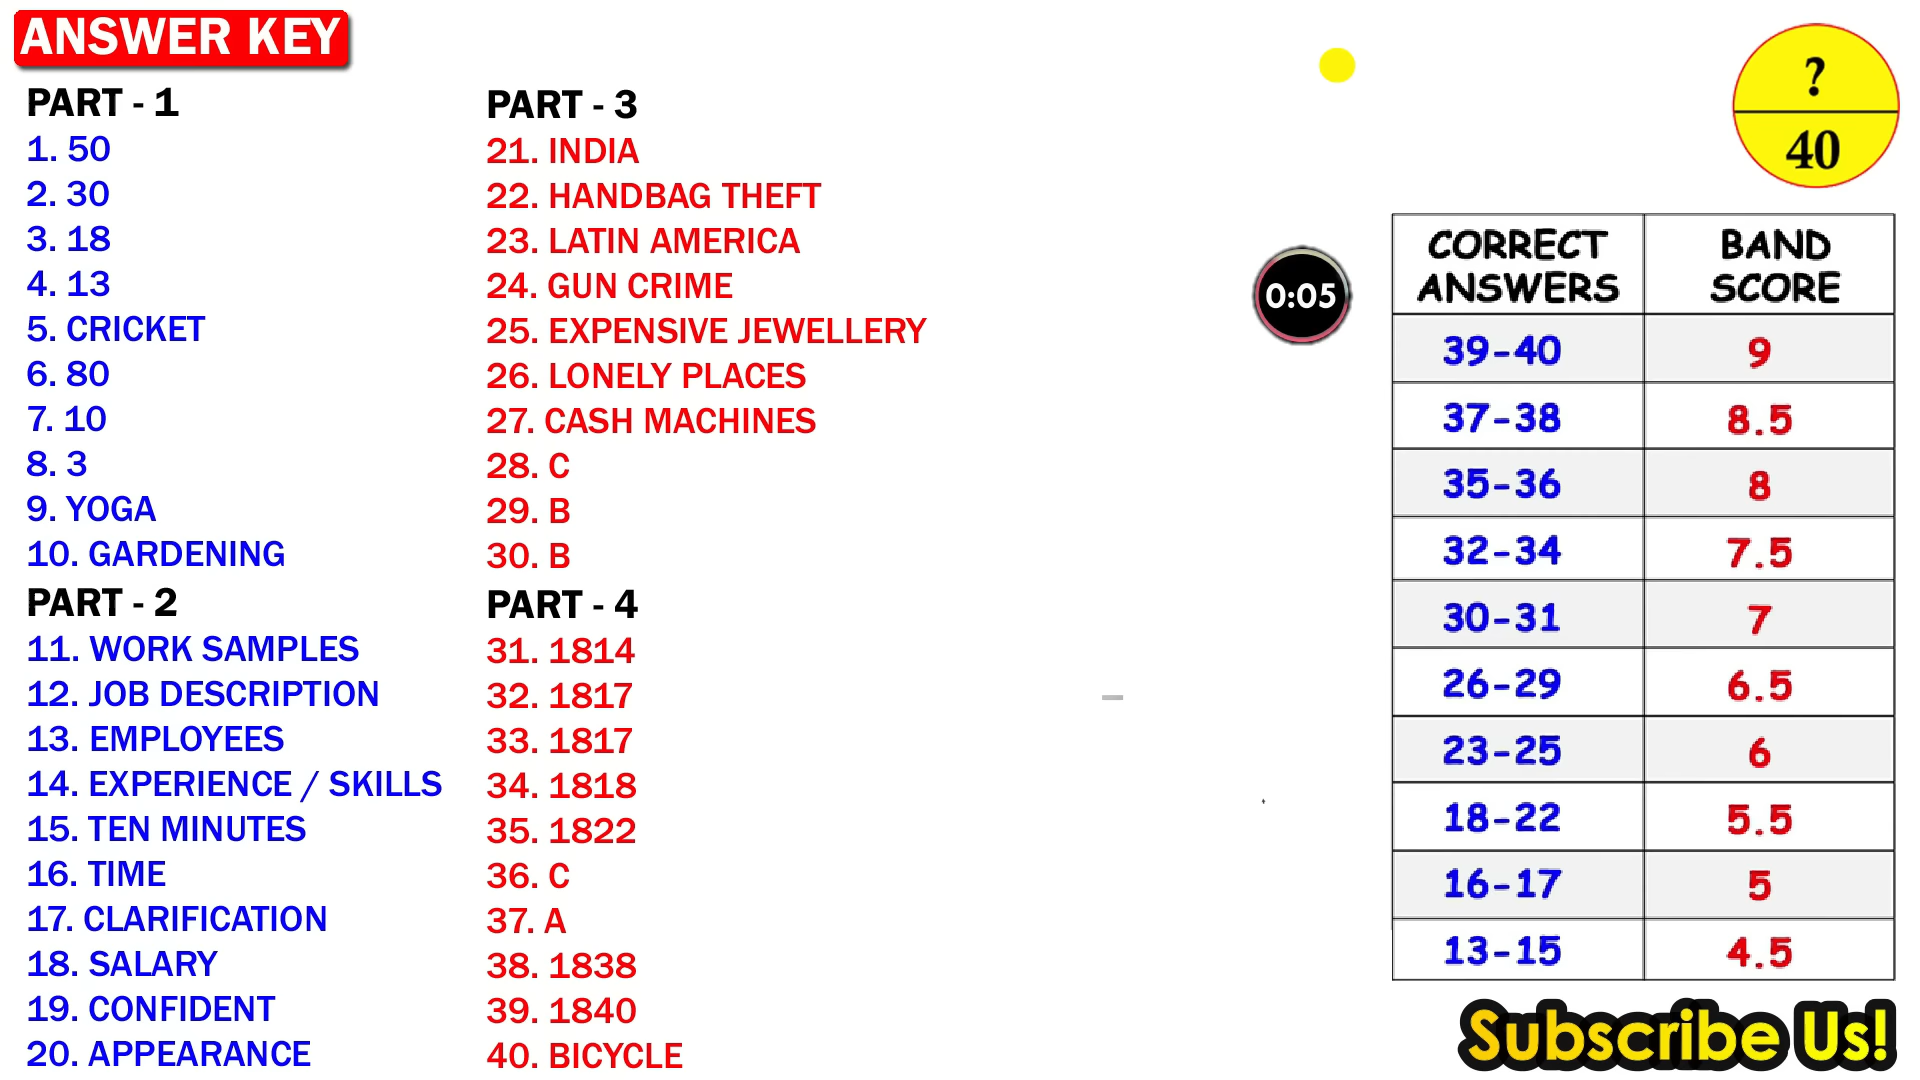 ANSWER KEY
PART - 1
1. 50
2. 30
3. 18
4. 13
5. CRICKET
6. 80
7. 10
8. 3
9. YOGA
10. GARDENING
PART - 2
11. WORK SAMPLES
12. JOB DESCRIPTION
13. EMPLOYEES
14. EXPERIENCE / SKILLS
15. TEN MINUTES
16. TIME
17. CLARIFICATION
18. SALARY
19. CONFIDENT
20. APPEARANCE
PART - 3
21. INDIA
22. HANDBAG THEFT
23. LATIN AMERICA
24. GUN CRIME
25. EXPENSIVE JEWELLERY
26. LONELY PLACES
27. CASH MACHINES
28. C
29. B
30. B
PART - 4
31. 1814
32. 1817
33. 1817
34. 1818
35. 1822
36. C
37. A
38. 1838
39. 1840
40. BICYCLE
0:05
?
40
CORRECT ANSWERS BAND SCORE
39-40 9
37-38 8.5
35-36 8
32-34 7.5
30-31 7
26-29 6.5
23-25 6
18-22 5.5
16-17 5
13-15 4.5
Subscribe Us!